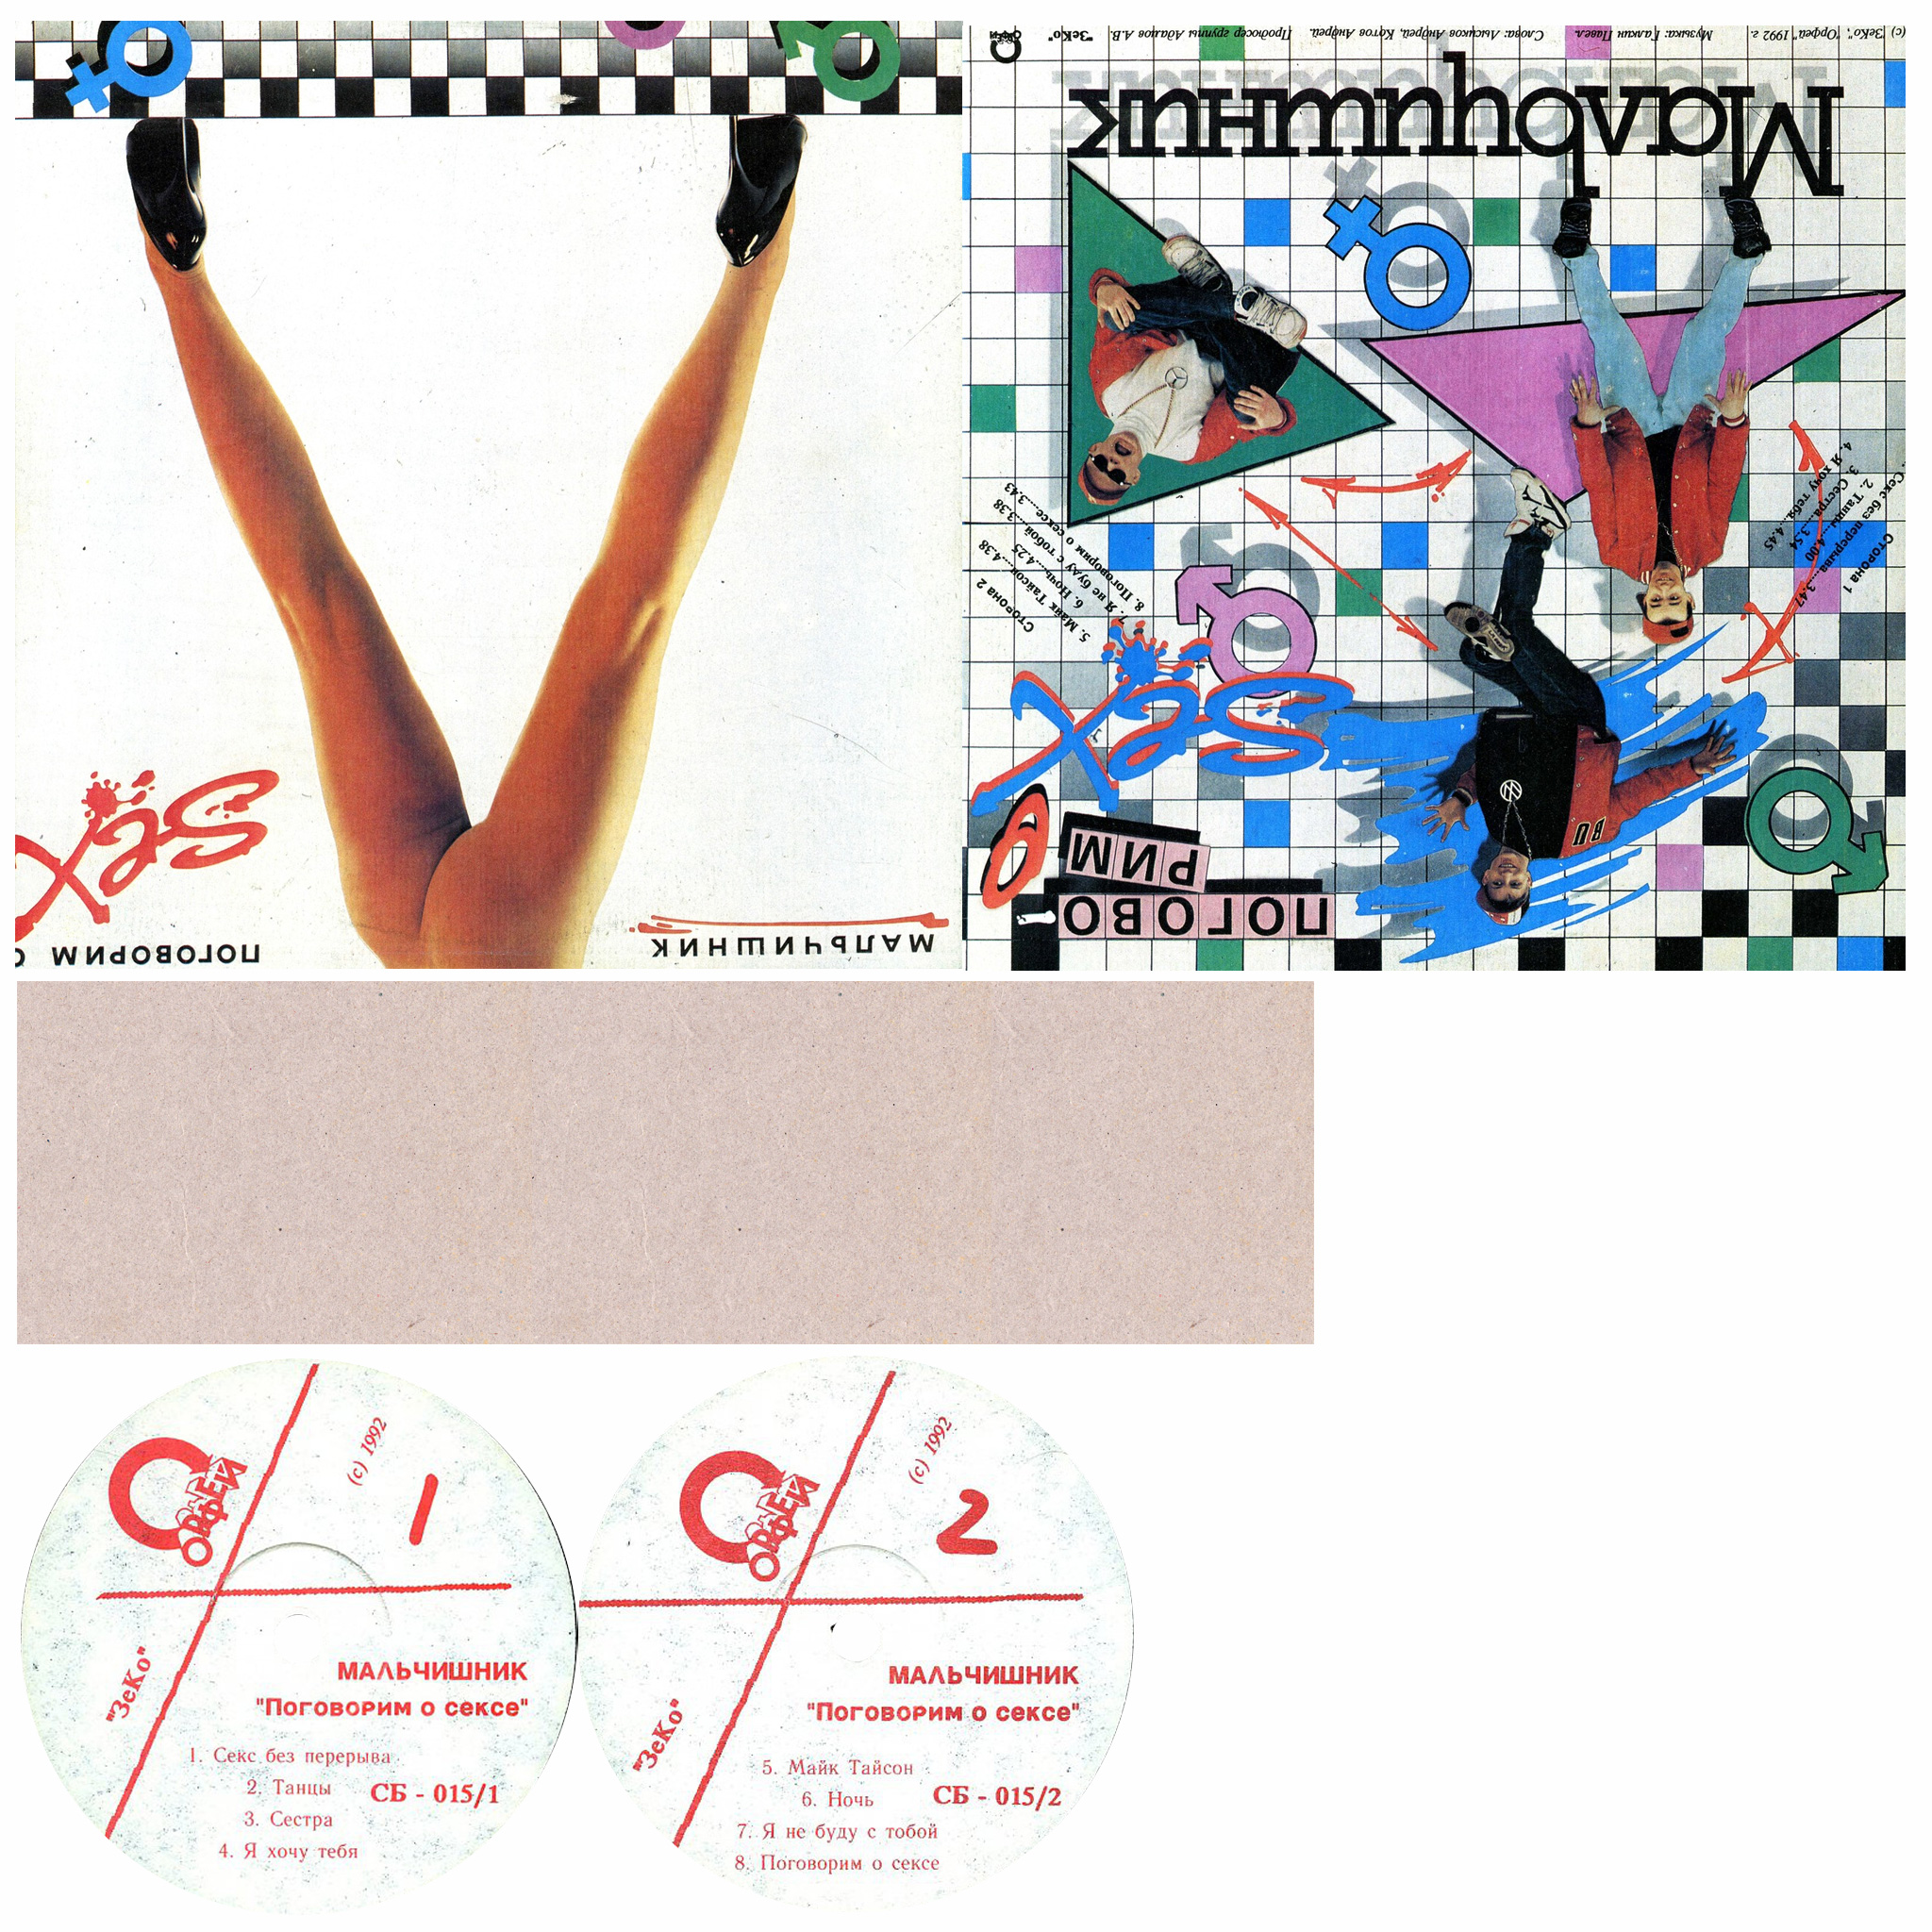 sex
ПОГОВОРИМ О
МАЛЬЧИШНИК
ПОГОВО
РИМ
О
sex
Сторона 1
Секс без перерыва....3.47
2. Танцы....4.00
3. Сестра....3.54
4. Я хочу тебя...4.45
Сторона 2
5. Майк Тайсон....4.38
6. Ночь....4.25
7. Я не буду с тобой....3.38
8. Поговорим о сексе....3.43
BU
Мальчишник
(с) "ЗеКо", "Орфей" 1992 г. Музыка: Галкин Павел. Слова: Лысиков Андрей, Котов Андрей. Продюсер группы Адамов А.В. "ЗеКо"
ОРФЕЙ
(с) 1992
1
"ЗеКо"
МАЛЬЧИШНИК
"Поговорим о сексе"
1. Секс без перерыва
2. Танцы
СБ - 015/1
3. Сестра
4. Я хочу тебя
ОРФЕЙ
(с) 1992
2
"ЗеКо"
МАЛЬЧИШНИК
"Поговорим о сексе"
5. Майк Тайсон
6. Ночь
СБ - 015/2
7. Я не буду с тобой
8. Поговорим о сексе